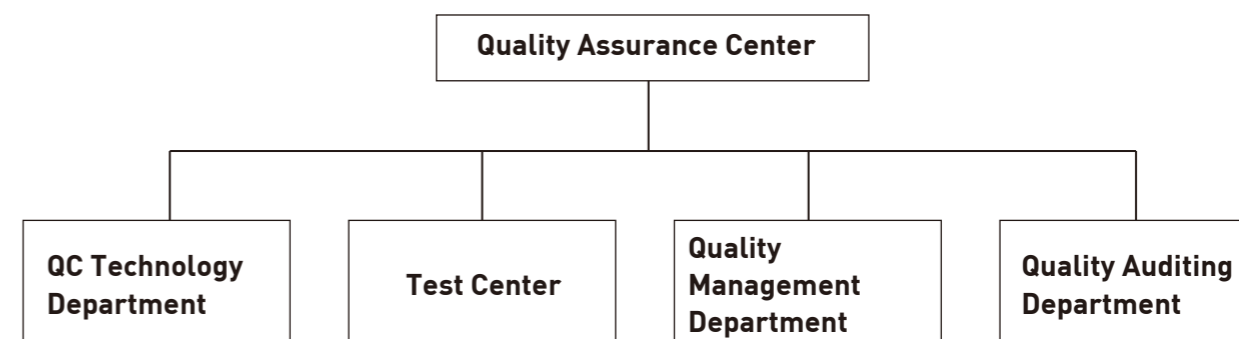 Quality Assurance Center
QC Technology
Department
Test Center
Quality
Management
Department
Quality Auditing
Department